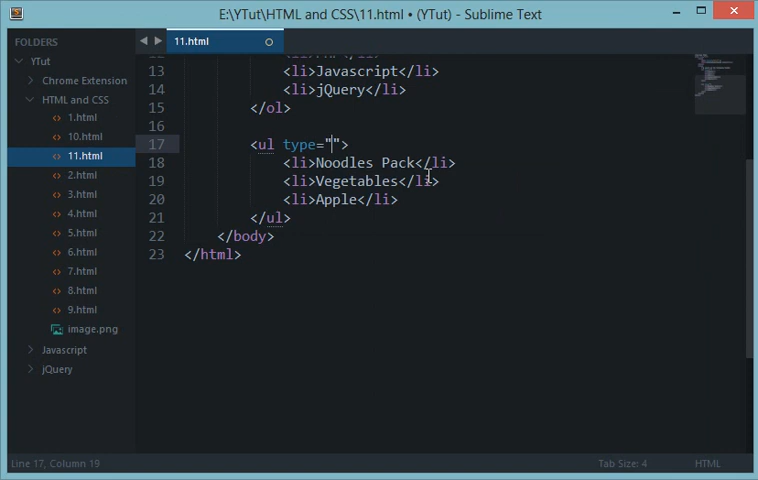 E:\YTut\HTML and CSS\11.html • (YTut) - Sublime Text
FOLDERS
YTut
Chrome Extension
HTML and CSS
1.html
10.html
11.html
2.html
3.html
4.html
5.html
6.html
7.html
8.html
9.html
image.png
Javascript
jQuery
11.html
13 <li>Javascript</li>
14 <li>jQuery</li>
15 </ol>
16
17 <ul type="">
18 <li>Noodles Pack</li>
19 <li>Vegetables</li>
20 <li>Apple</li>
21 </ul>
22 </body>
23 </html>
Line 17, Column 19
Tab Size: 4
HTML